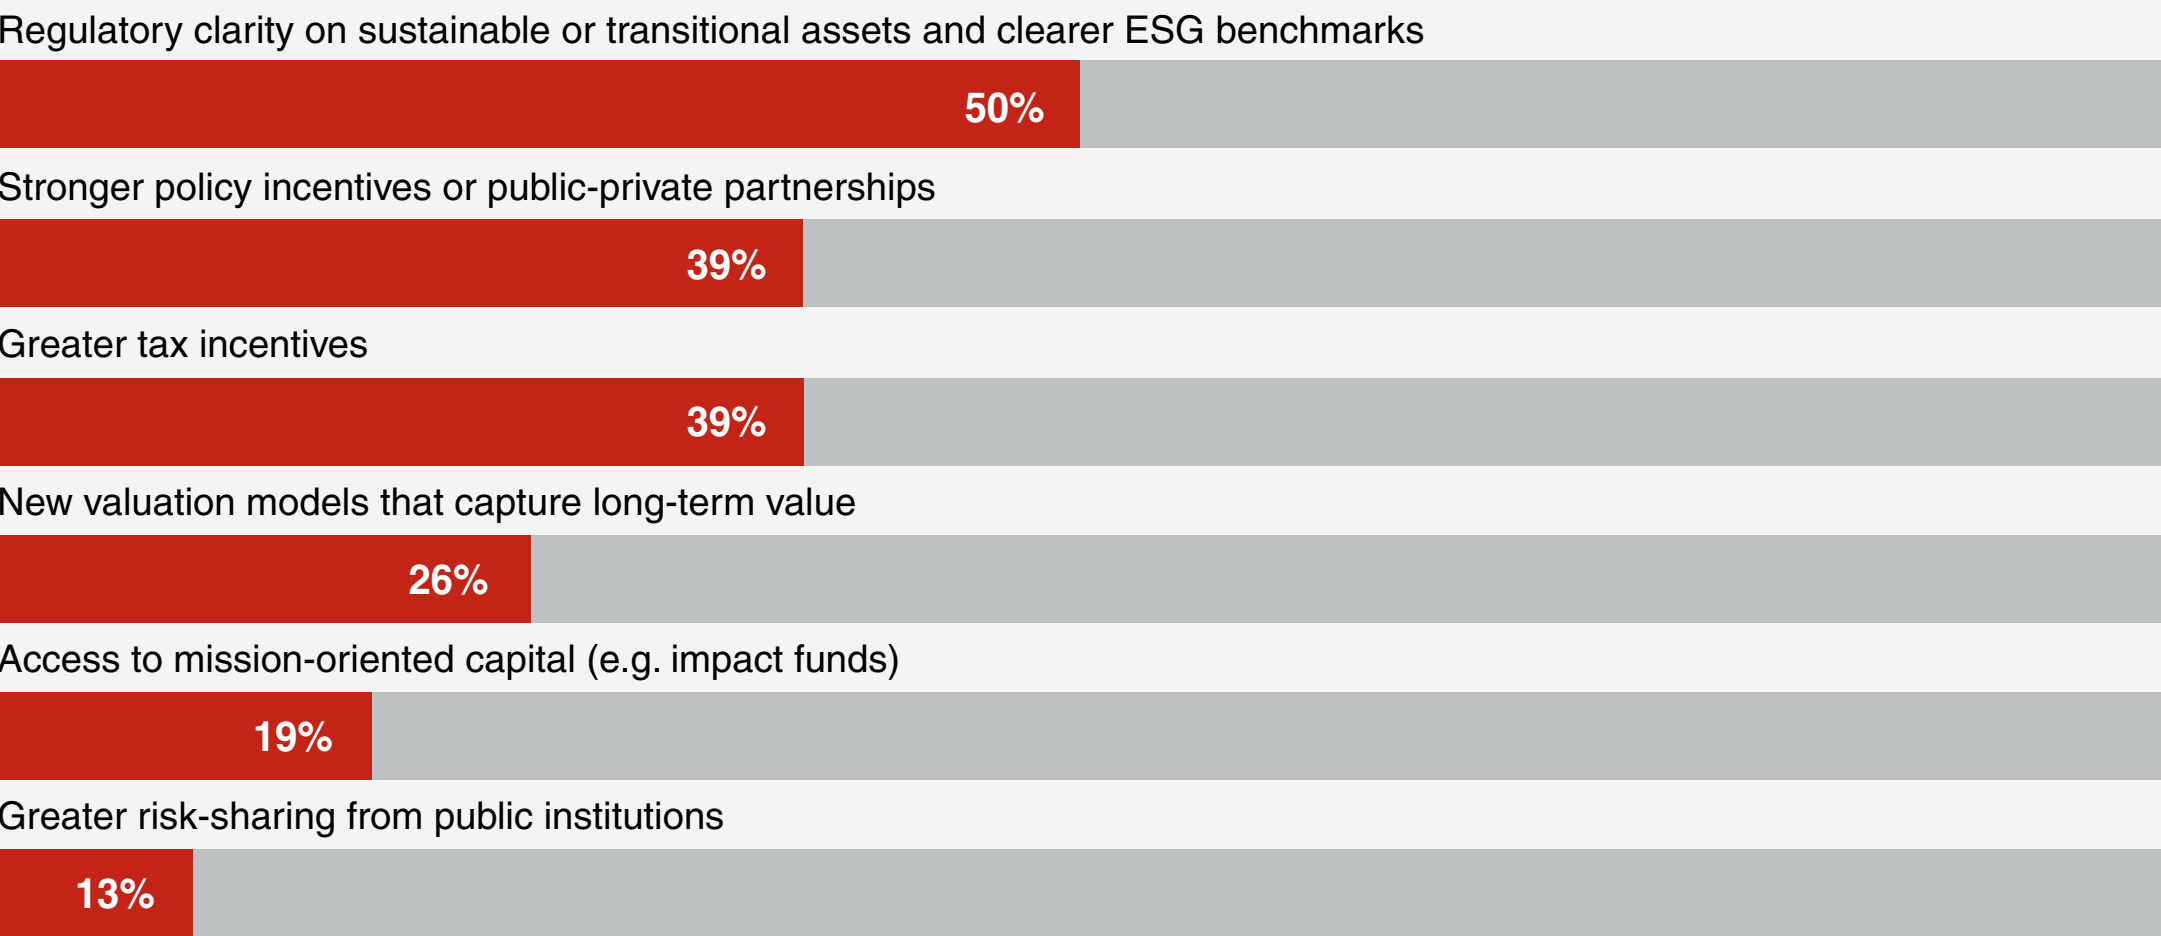 Regulatory clarity on sustainable or transitional assets and clearer ESG benchmarks
50%
Stronger policy incentives or public-private partnerships
39%
Greater tax incentives
39%
New valuation models that capture long-term value
26%
Access to mission-oriented capital (e.g. impact funds)
19%
Greater risk-sharing from public institutions
13%